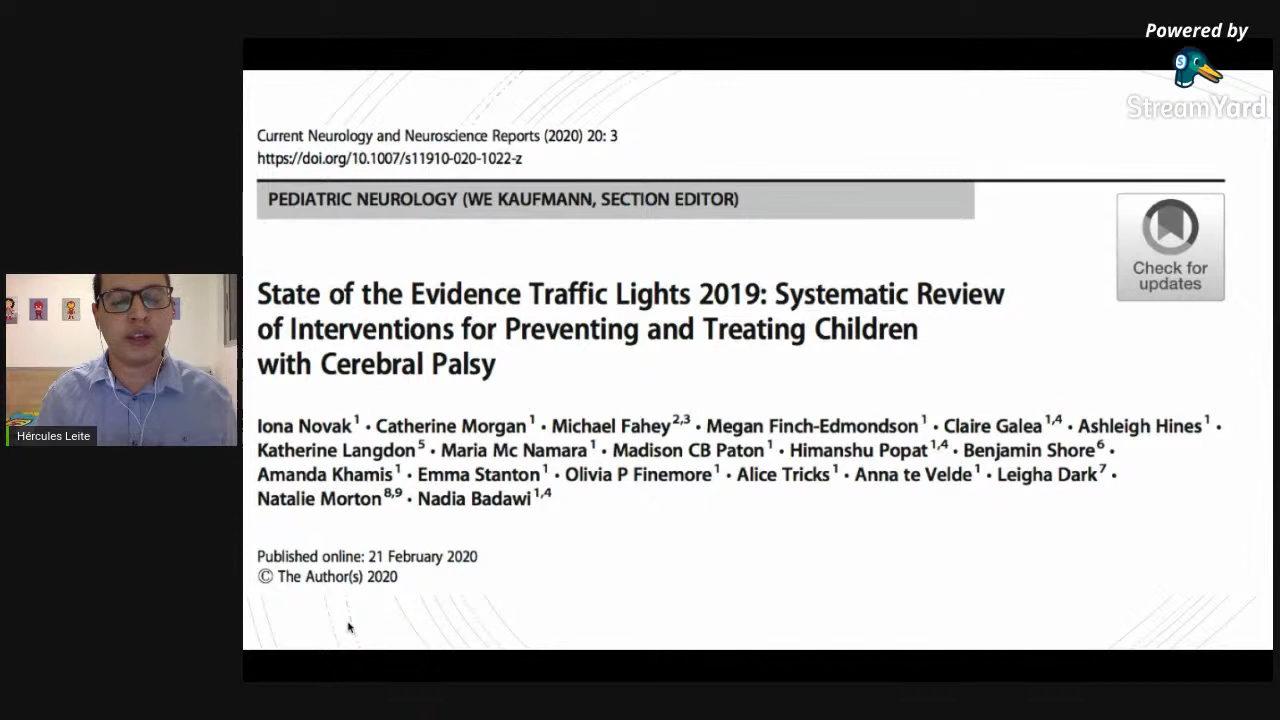 Powered by
StreamYard
Current Neurology and Neuroscience Reports (2020) 20: 3
https://doi.org/10.1007/s11910-020-1022-z
PEDIATRIC NEUROLOGY (WE KAUFMANN, SECTION EDITOR)
Check for
updates
State of the Evidence Traffic Lights 2019: Systematic Review
of Interventions for Preventing and Treating Children
with Cerebral Palsy
Iona Novak1 · Catherine Morgan1 · Michael Fahey2,3 · Megan Finch-Edmondson1 · Claire Galea1,4 · Ashleigh Hines1 ·
Katherine Langdon5 · Maria Mc Namara1 · Madison CB Paton1 · Himanshu Popat1,4 · Benjamin Shore6 ·
Amanda Khamis1 · Emma Stanton1 · Olivia P Finemore1 · Alice Tricks1 · Anna te Velde1 · Leigha Dark7 ·
Natalie Morton8,9 · Nadia Badawi1,4
Published online: 21 February 2020
© The Author(s) 2020
Hércules Leite